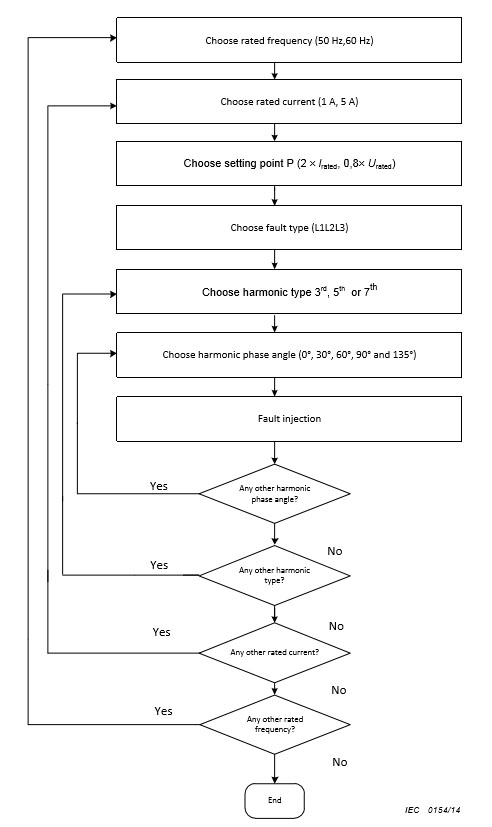 Choose rated frequency (50 Hz,60 Hz)
Choose rated current (1 A, 5 A)
Choose setting point P (2 × Irated, 0,8× Urated)
Choose fault type (L1L2L3)
Choose harmonic type 3rd, 5th or 7th
Choose harmonic phase angle (0°, 30°, 60°, 90° and 135°)
Fault injection
Yes
Any other harmonic
phase angle?
No
Yes
Any other harmonic
type?
No
Yes
Any other rated current?
No
Yes
Any other rated
frequency?
No
End
IEC 0154/14